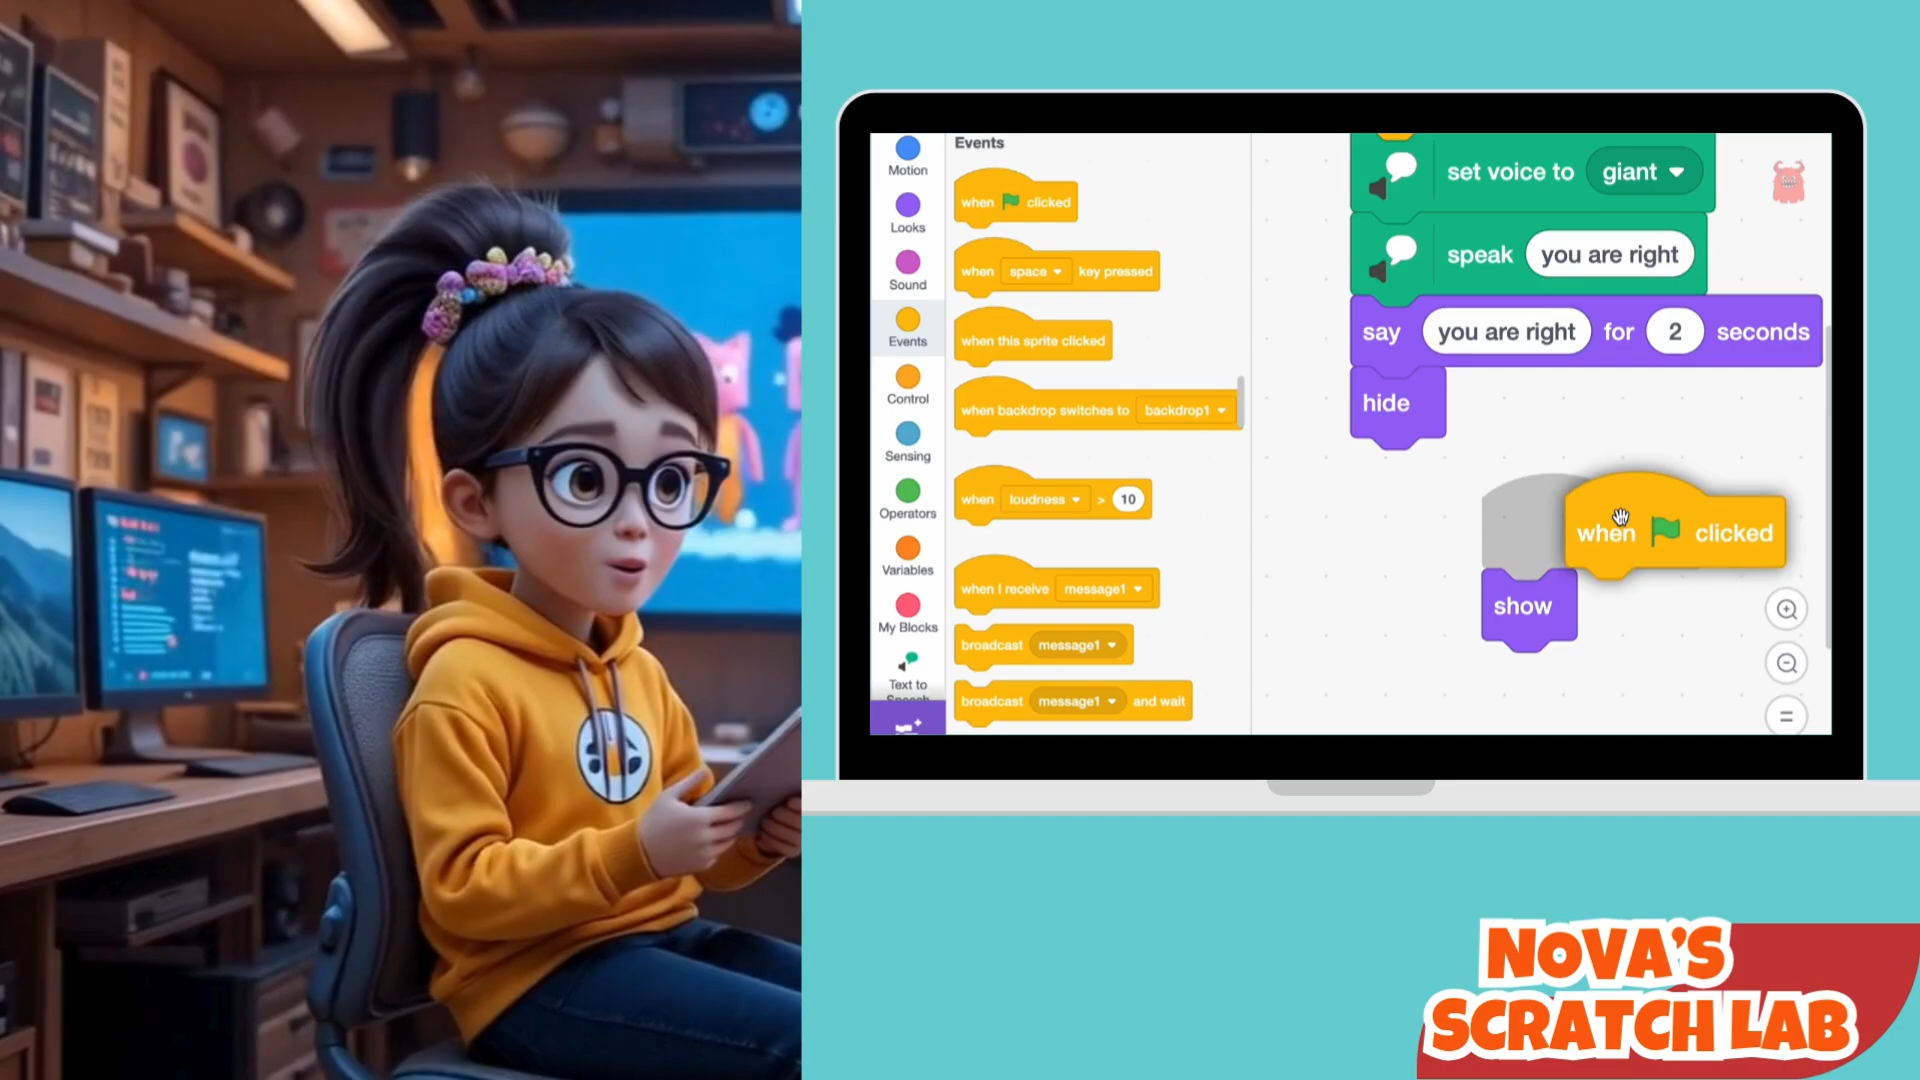 Events
Motion
Looks
Sound
Events
Control
Sensing
Operators
Variables
My Blocks
Text to
when clicked
when space key pressed
when this sprite clicked
when backdrop switches to backdrop1
when loudness > 10
when I receive message1
broadcast message1
broadcast message1 and wait
set voice to giant
speak you are right
say you are right for 2 seconds
hide
when clicked
show
NOVA'S
SCRATCH LAB